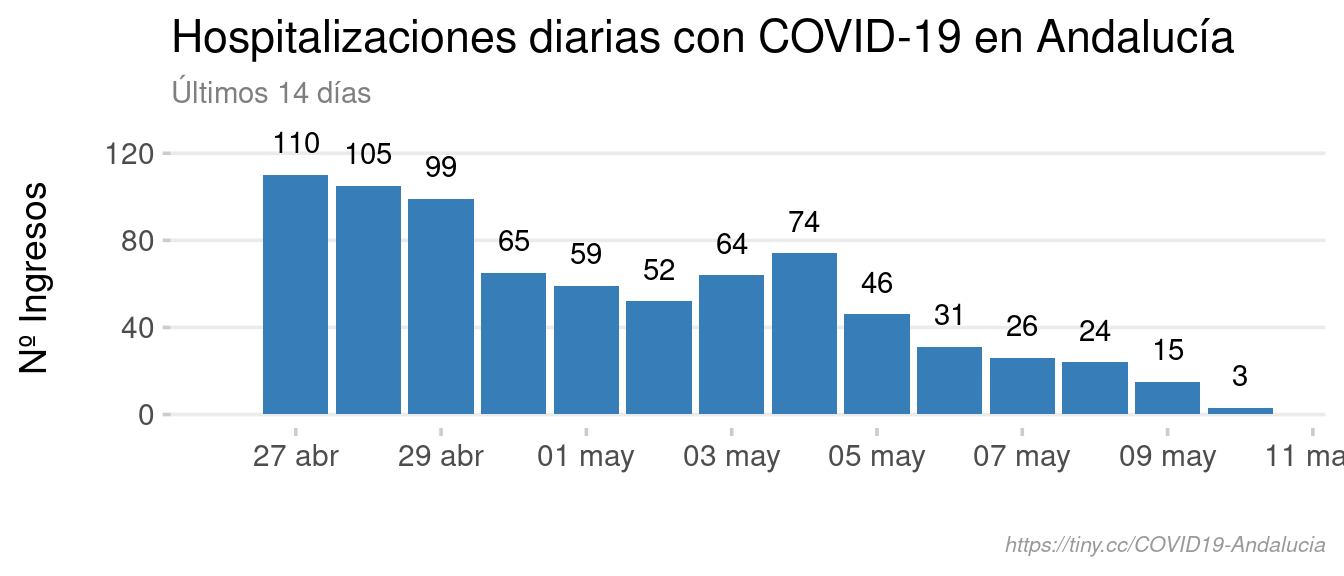 Hospitalizaciones diarias con COVID-19 en Andalucía
Últimos 14 días
Nº Ingresos
120
80
40
0
110
105
99
65
59
52
64
74
46
31
26
24
15
3
27 abr
29 abr
01 may
03 may
05 may
07 may
09 may
11 ma
https://tiny.cc/COVID19-Andalucia